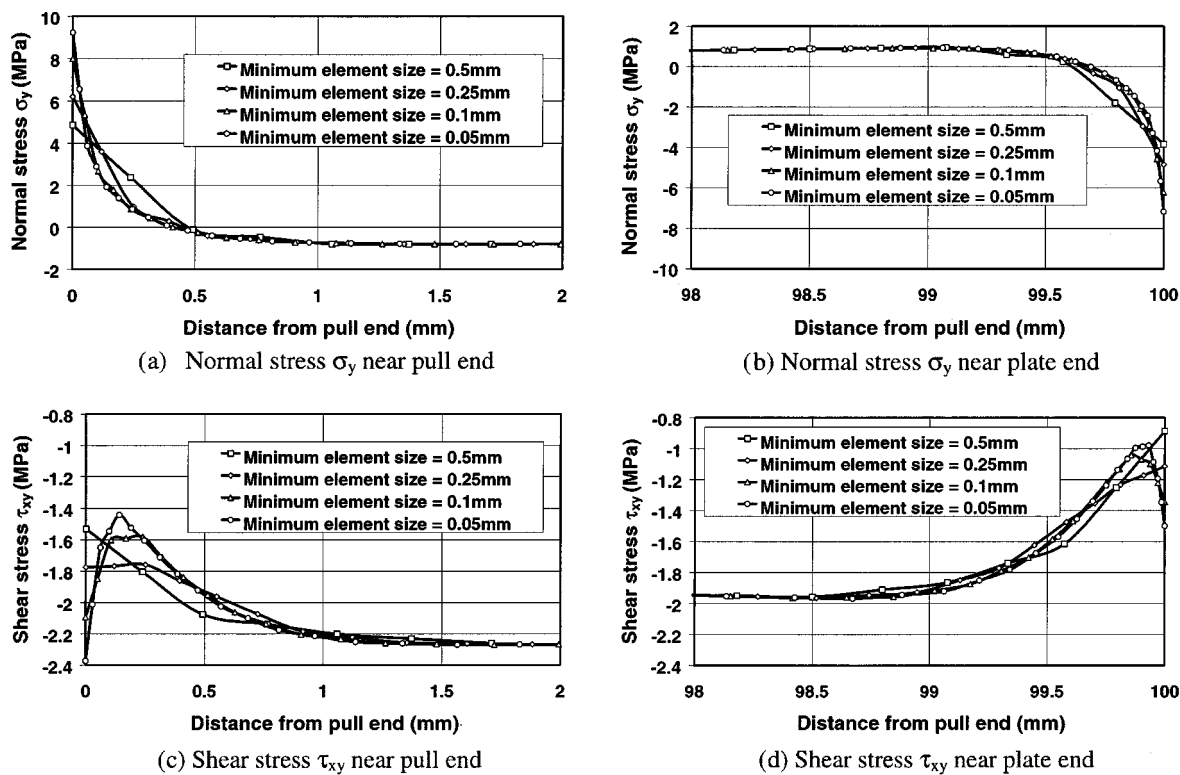 10
8
6
4
2
0
-2
Normal stress σy (MPa)
Minimum element size = 0.5mm
Minimum element size = 0.25mm
Minimum element size = 0.1mm
Minimum element size = 0.05mm
0 0.5 1 1.5 2
Distance from pull end (mm)
(a) Normal stress σy near pull end
2
0
-2
-4
-6
-8
-10
Normal stress σy (MPa)
Minimum element size = 0.5mm
Minimum element size = 0.25mm
Minimum element size = 0.1mm
Minimum element size = 0.05mm
98 98.5 99 99.5 100
Distance from pull end (mm)
(b) Normal stress σy near plate end
-0.8
-1
-1.2
-1.4
-1.6
-1.8
-2
-2.2
-2.4
Shear stress τxy (MPa)
Minimum element size = 0.5mm
Minimum element size = 0.25mm
Minimum element size = 0.1mm
Minimum element size = 0.05mm
0 0.5 1 1.5 2
Distance from pull end (mm)
(c) Shear stress τxy near pull end
-0.8
-1
-1.2
-1.4
-1.6
-1.8
-2
-2.2
-2.4
Shear stress τxy (MPa)
Minimum element size = 0.5mm
Minimum element size = 0.25mm
Minimum element size = 0.1mm
Minimum element size = 0.05mm
98 98.5 99 99.5 100
Distance from pull end (mm)
(d) Shear stress τxy near plate end